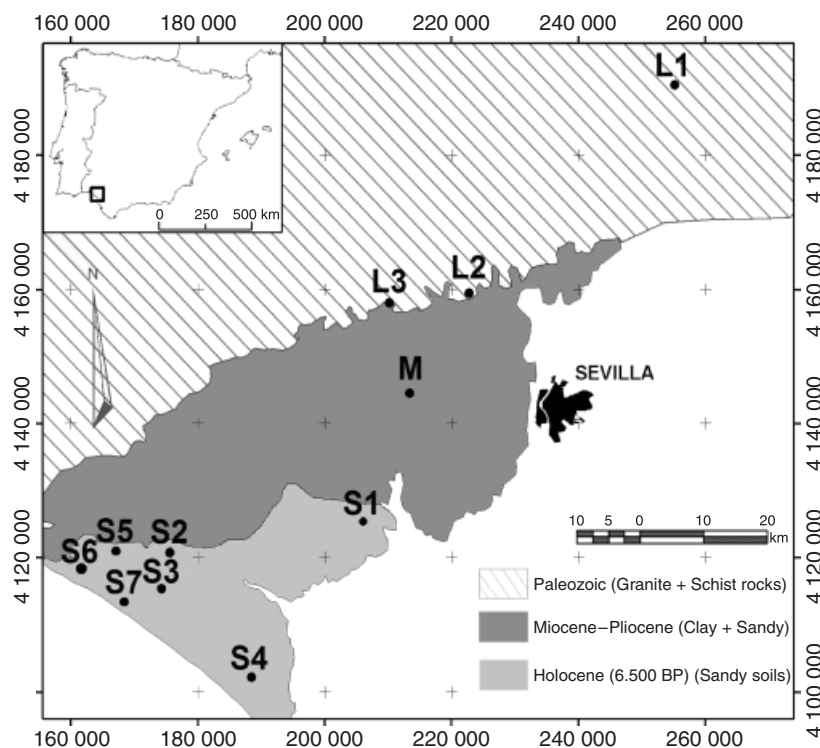 160 000 180 000 200 000 220 000 240 000 260 000
L1
4 180 000 4 180 000
0 250 500 km
N
L3 L2
4 160 000 4 160 000
M
SEVILLA
4 140 000 4 140 000
S1
10 5 0 10 20
km
S5 S2
S6
4 120 000 4 120 000
S3
S7
Paleozoic (Granite + Schist rocks)
Miocene–Pliocene (Clay + Sandy)
S4
Holocene (6.500 BP) (Sandy soils)
4 100 000 4 100 000
160 000 180 000 200 000 220 000 240 000 260 000